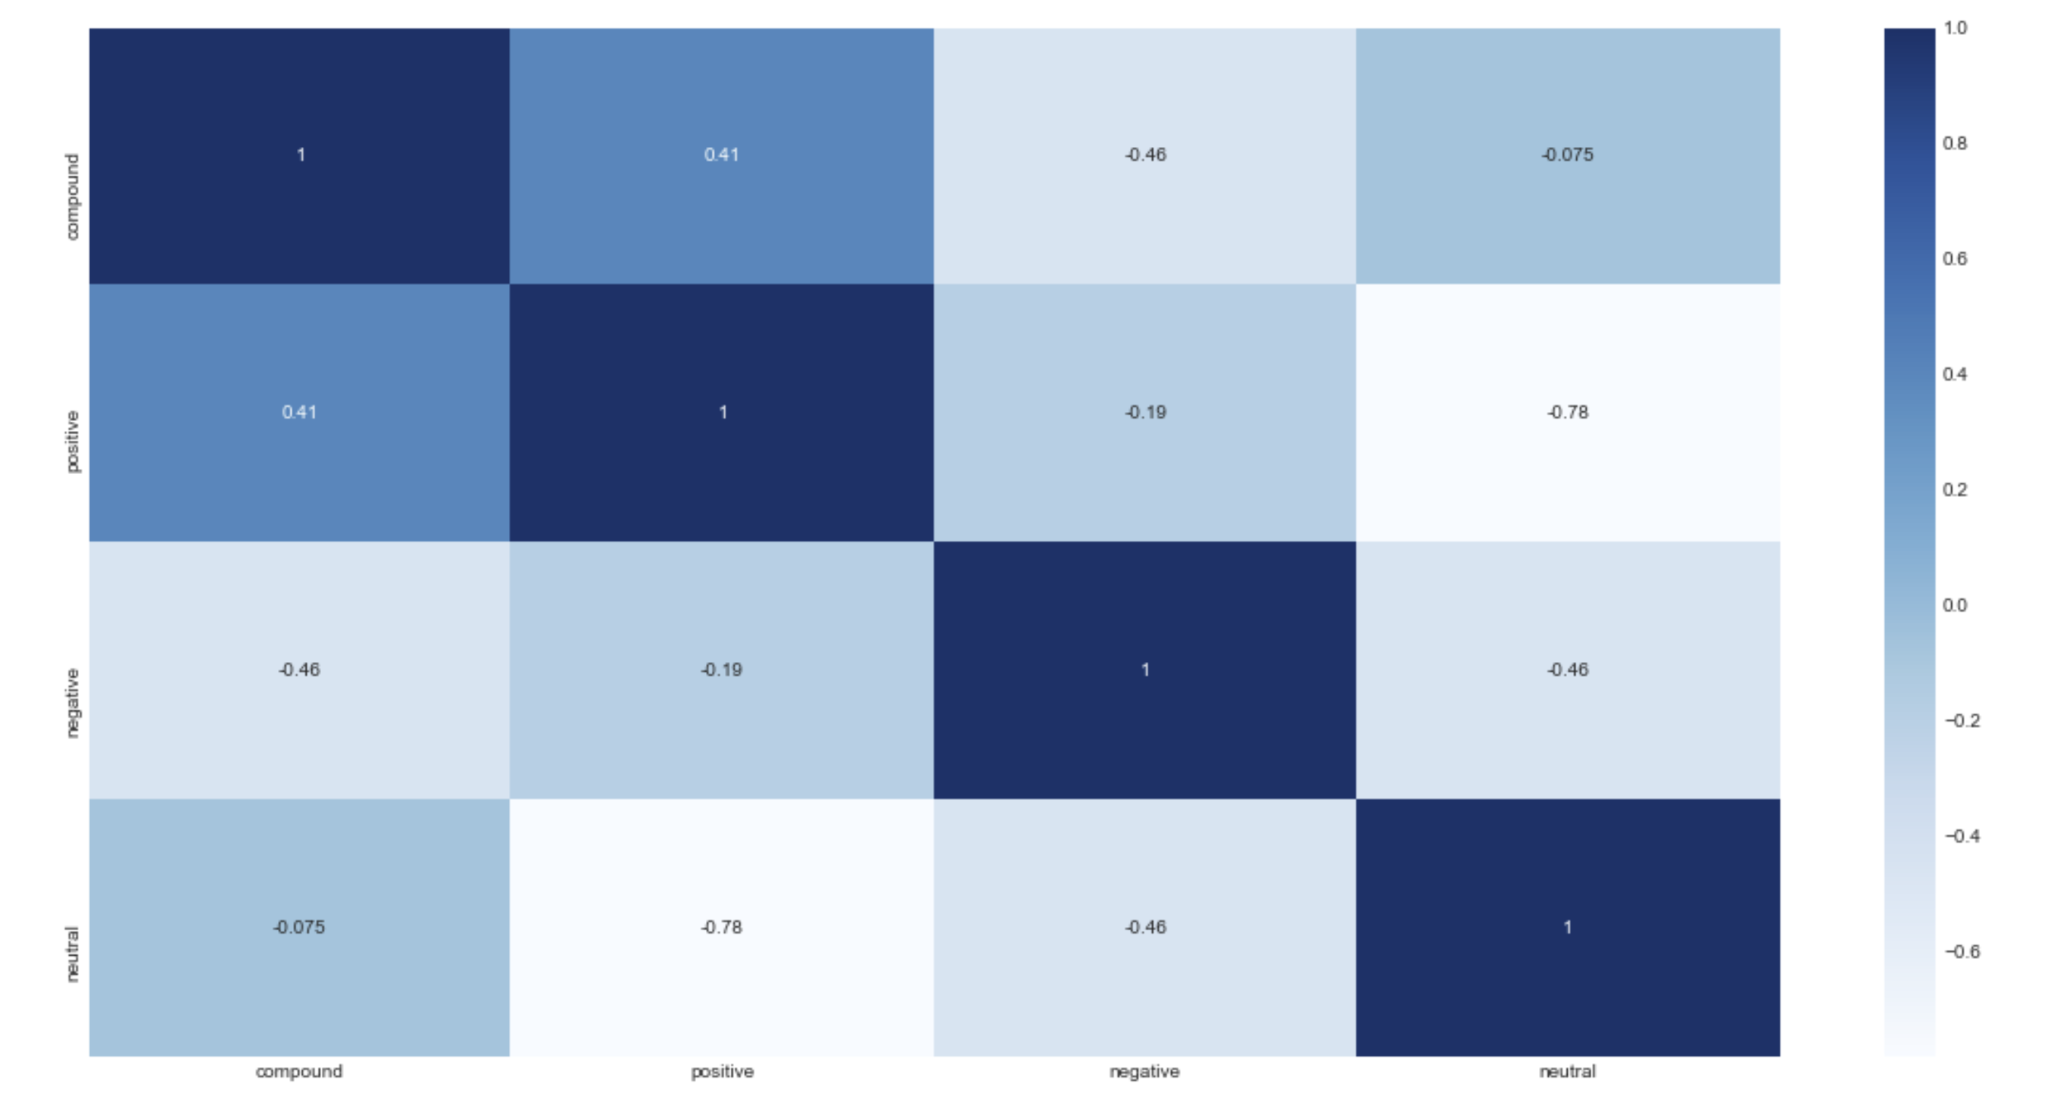 compound 1 0.41 -0.46 -0.075
positive 0.41 1 -0.19 -0.78
negative -0.46 -0.19 1 -0.46
neutral -0.075 -0.78 -0.46 1
compound positive negative neutral
1.0
0.8
0.6
0.4
0.2
0.0
−0.2
−0.4
−0.6